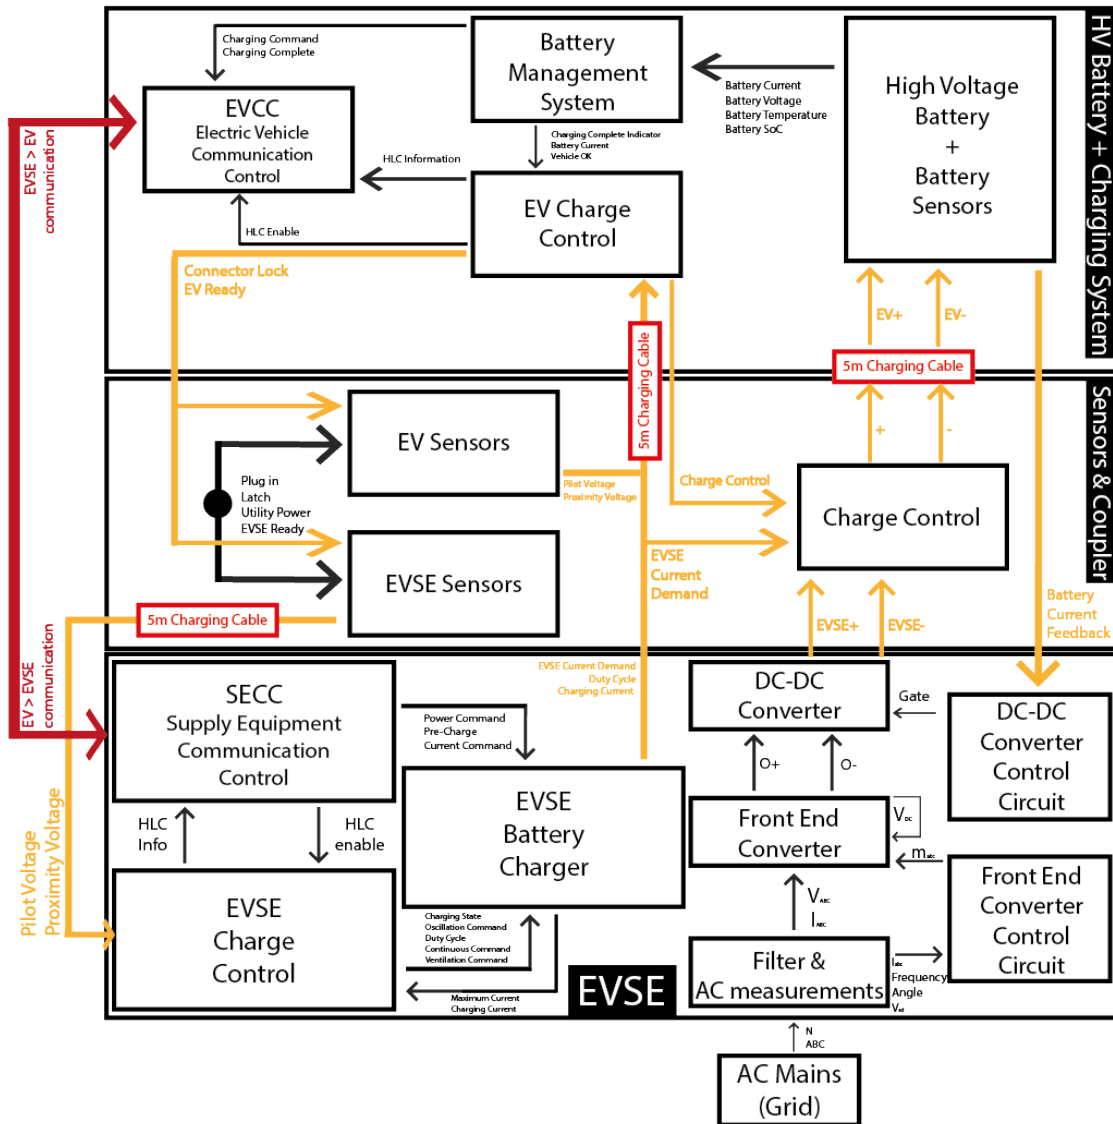 HV Battery + Charging System
Charging Command
Charging Complete
Battery
Management
System
High Voltage
Battery
+
Battery
Sensors
Battery Current
Battery Voltage
Battery Temperature
Battery SoC
EVCC
Electric Vehicle
Communication
Control
EVSE > EV
communication
Charging Complete Indicator
Battery Current
Vehicle OK
HLC Information
EV Charge
Control
HLC Enable
Connector Lock
EV Ready
EV+
EV-
5m Charging Cable
5m Charging Cable
Sensors & Coupler
+
-
EV Sensors
Plug in
Latch
Utility Power
EVSE Ready
Pilot Voltage
Proximity Voltage
Charge Control
Charge Control
EVSE Sensors
EVSE
Current
Demand
5m Charging Cable
EVSE+
EVSE-
Battery
Current
Feedback
EV > EVSE
communication
SECC
Supply Equipment
Communication
Control
EVSE Current Demand
Duty Cycle
Charging Current
Power Command
Pre-Charge
Current Command
DC-DC
Converter
Gate
DC-DC
Converter
Control
Circuit
O+
O-
EVSE
Battery
Charger
HLC
Info
HLC
enable
Front End
Converter
V DC
m abc
Pilot Voltage
Proximity Voltage
EVSE
Charge
Control
Charging State
Oscillation Command
Duty Cycle
Continuous Command
Ventilation Command
Maximum Current
Charging Current
V ABC
I ABC
Front End
Converter
Control
Circuit
Filter &
AC measurements
I abc
Frequency
Angle
EVSE
N
ABC
AC Mains
(Grid)